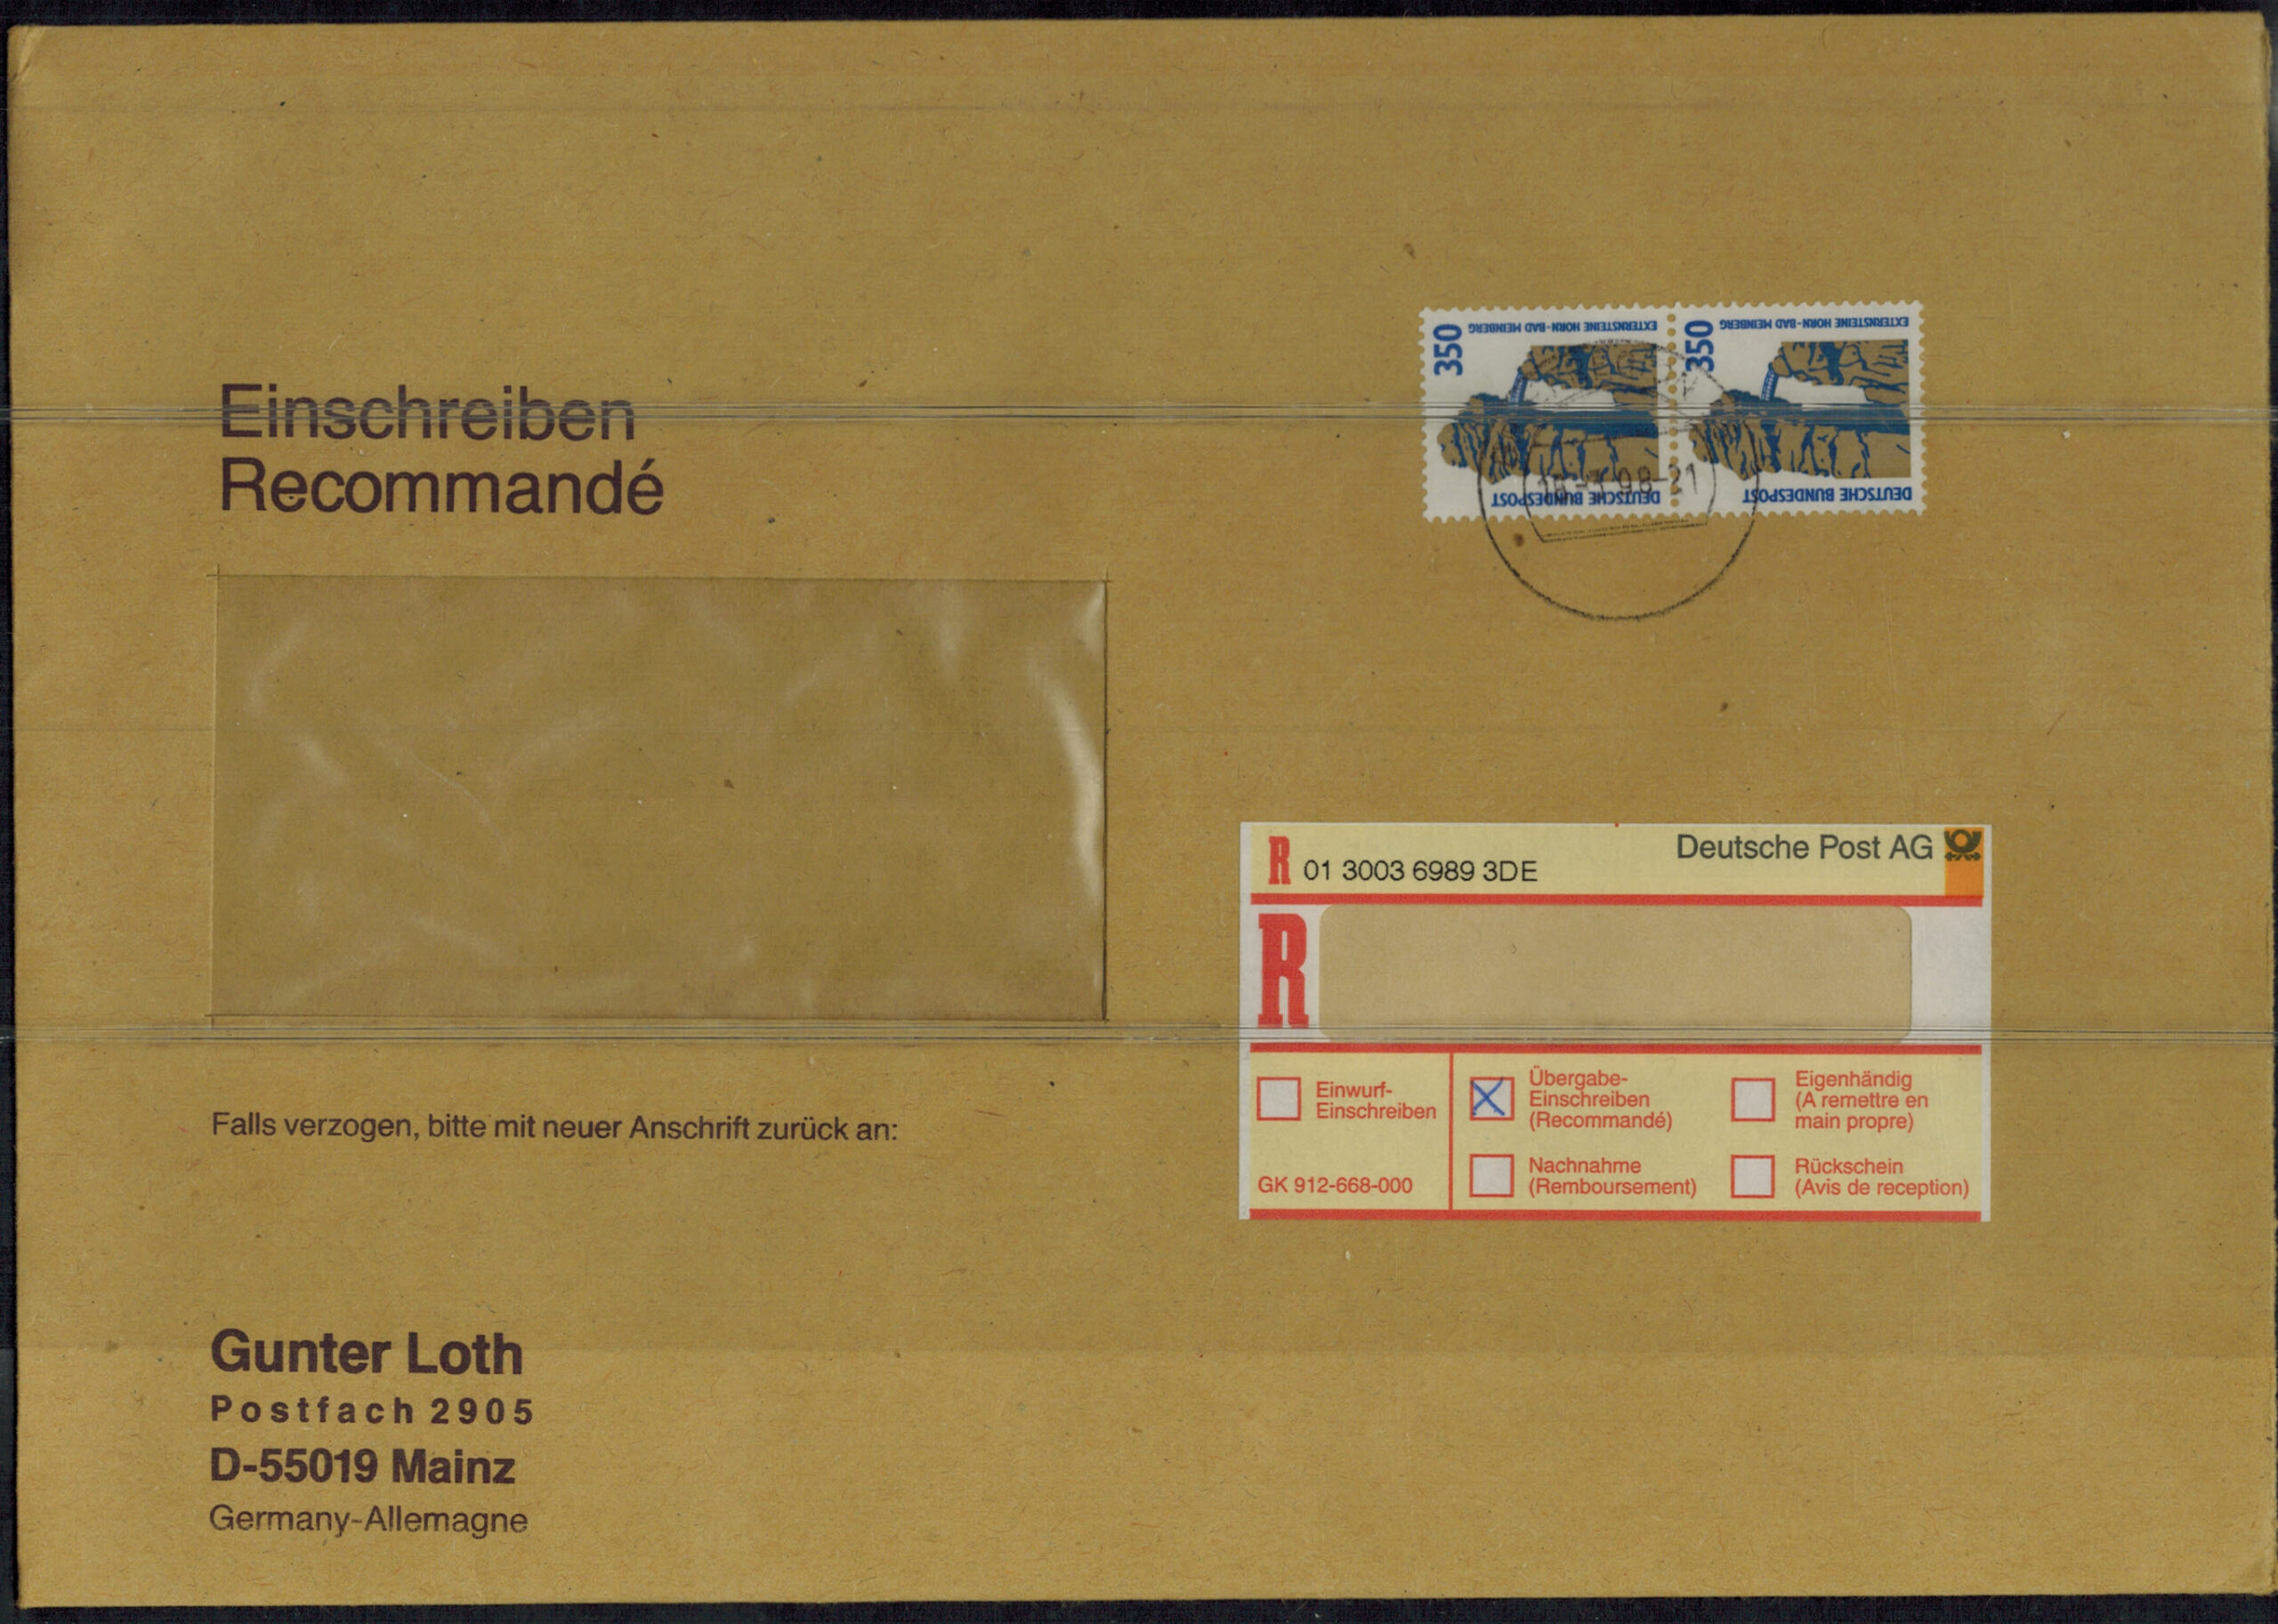 Einschreiben
Recommandé
350 EXTERNSTEINE HORN-BAD MEINBERG
DEUTSCHE BUNDESPOST
350 EXTERNSTEINE HORN-BAD MEINBERG
DEUTSCHE BUNDESPOST
98-21
R 01 3003 6989 3DE
Deutsche Post AG
R
Einwurf-
Einschreiben
GK 912-668-000
Übergabe-
Einschreiben
(Recommandé)
Nachnahme
(Remboursement)
Eigenhändig
(A remettre en
main propre)
Rückschein
(Avis de reception)
Falls verzogen, bitte mit neuer Anschrift zurück an:
Gunter Loth
Postfach 2905
D-55019 Mainz
Germany-Allemagne